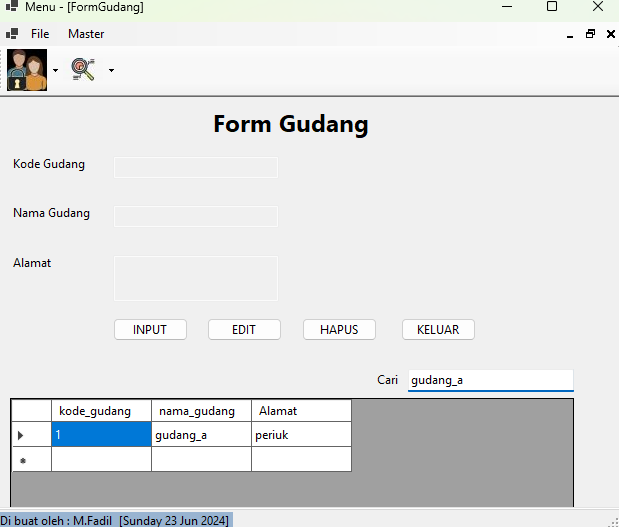 Menu - [FormGudang]
File Master
Form Gudang
Kode Gudang
Nama Gudang
Alamat
INPUT EDIT HAPUS KELUAR
Cari gudang_a
kode_gudang nama_gudang Alamat
1 gudang_a periuk
Di buat oleh : M.Fadil [Sunday 23 Jun 2024]